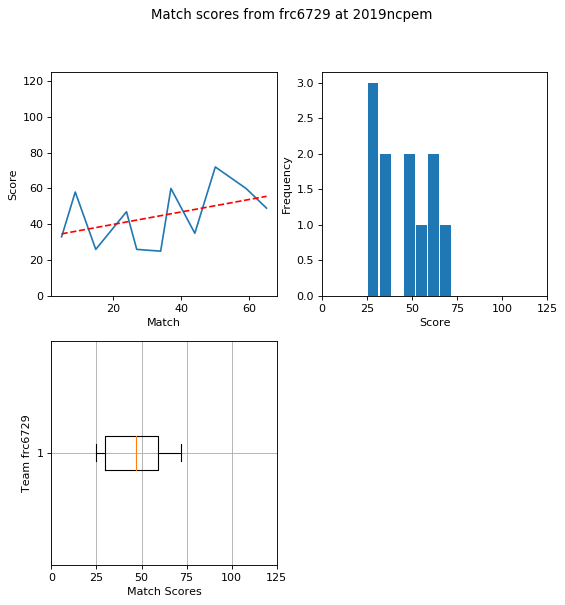 Match scores from frc6729 at 2019ncpem
120
100
80
60
40
20
0
Score
20 40 60
Match
3.0
2.5
2.0
1.5
1.0
0.5
0.0
Frequency
0 25 50 75 100 125
Score
Team frc6729
1
0 25 50 75 100 125
Match Scores